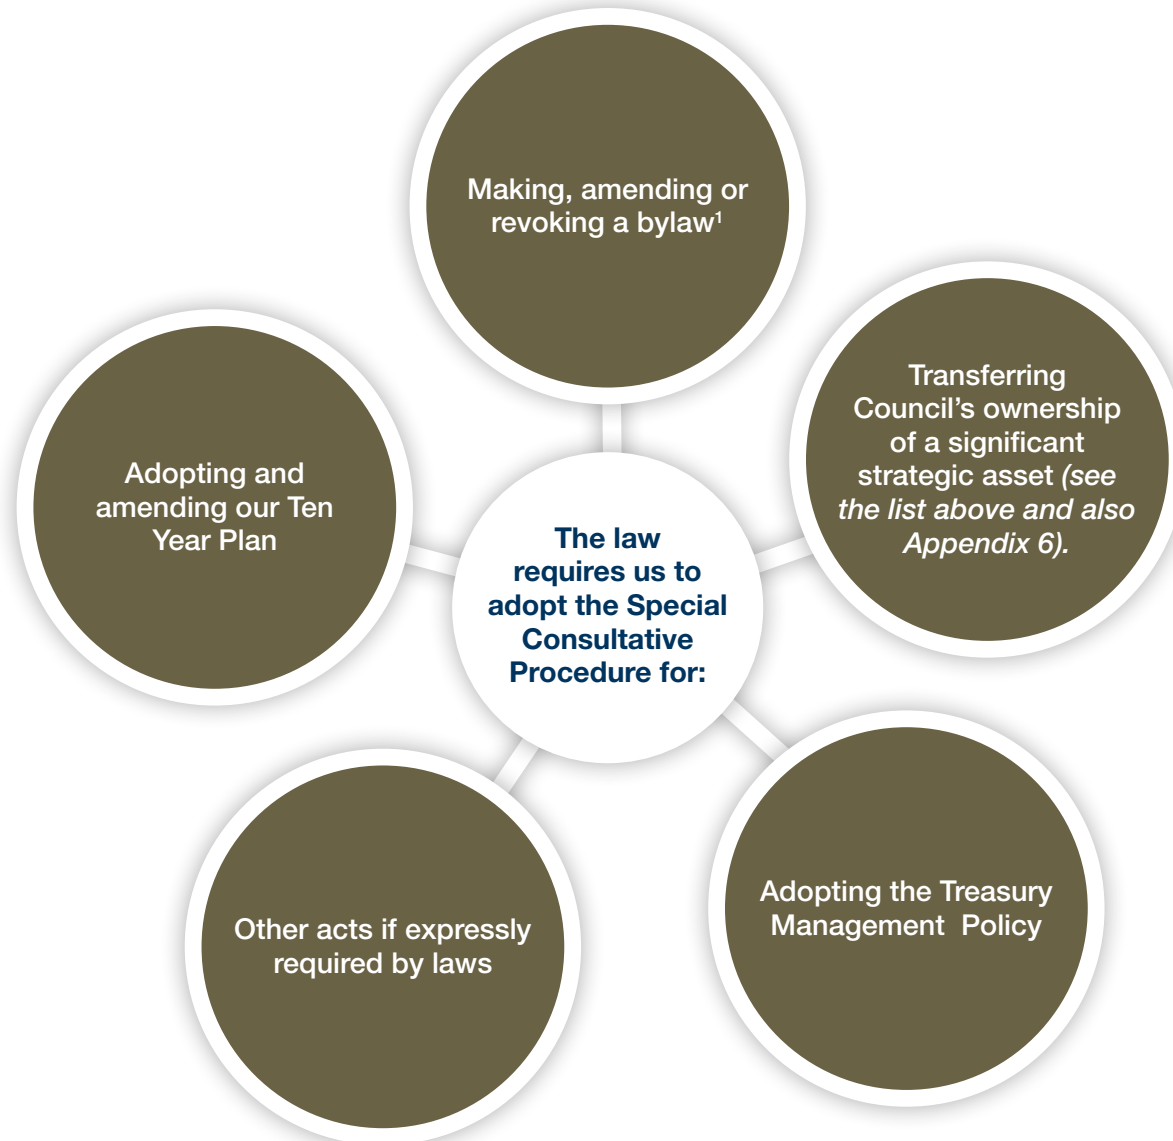 Making, amending or
revoking a bylaw¹
Transferring
Council’s ownership
of a significant
strategic asset (see
the list above and also
Appendix 6).
Adopting and
amending our Ten
Year Plan
The law
requires us to
adopt the Special
Consultative
Procedure for:
Adopting the Treasury
Management Policy
Other acts if expressly
required by laws